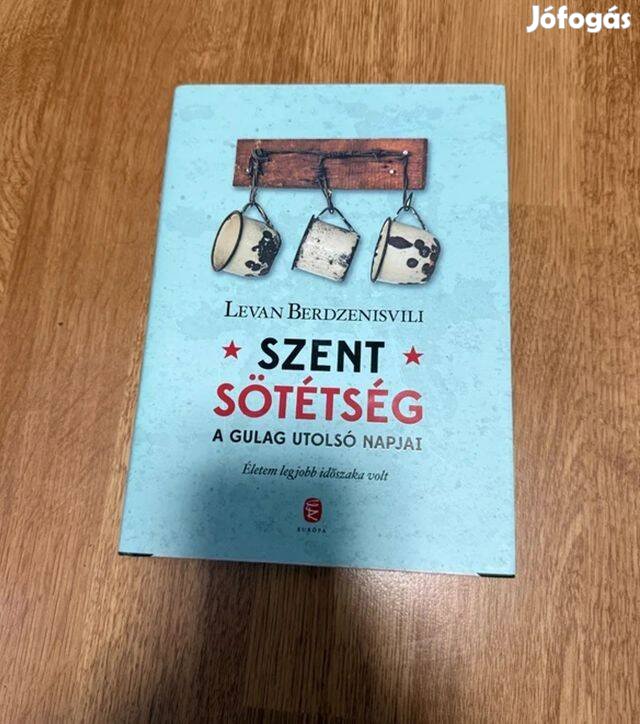 Jófogás
LEVAN BERDZENISVILI
SZENT
SÖTÉTSÉG
A GULAG UTOLSÓ NAPJAI
Életem legjobb időszaka volt
EURÓPA